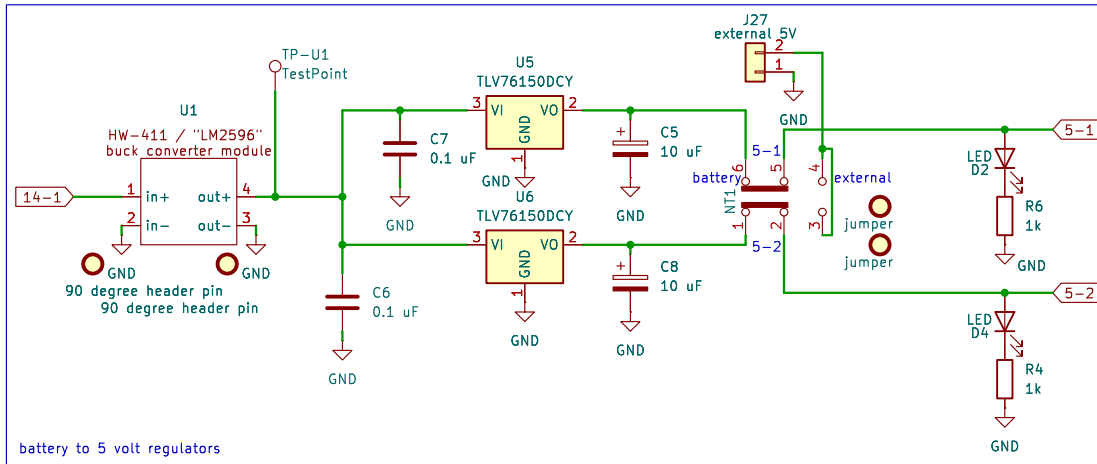 J27
external 5V
2
1
GND
TP-U1
TestPoint
U1
HW-411 / "LM2596"
buck converter module
14-1
1
in+
out+
4
2
in-
out-
3
GND
GND
90 degree header pin
90 degree header pin
C7
0.1 uF
GND
C6
0.1 uF
GND
U5
TLV76150DCY
3
VI
VO
2
GND
1
GND
U6
TLV76150DCY
3
VI
VO
2
GND
1
GND
C5
10 uF
+
GND
C8
10 uF
+
GND
5-1
battery
6
5
4
external
NT1
1
2
3
5-2
jumper
jumper
5-1
LED
D2
R6
1k
GND
5-2
LED
D4
R4
1k
GND
battery to 5 volt regulators